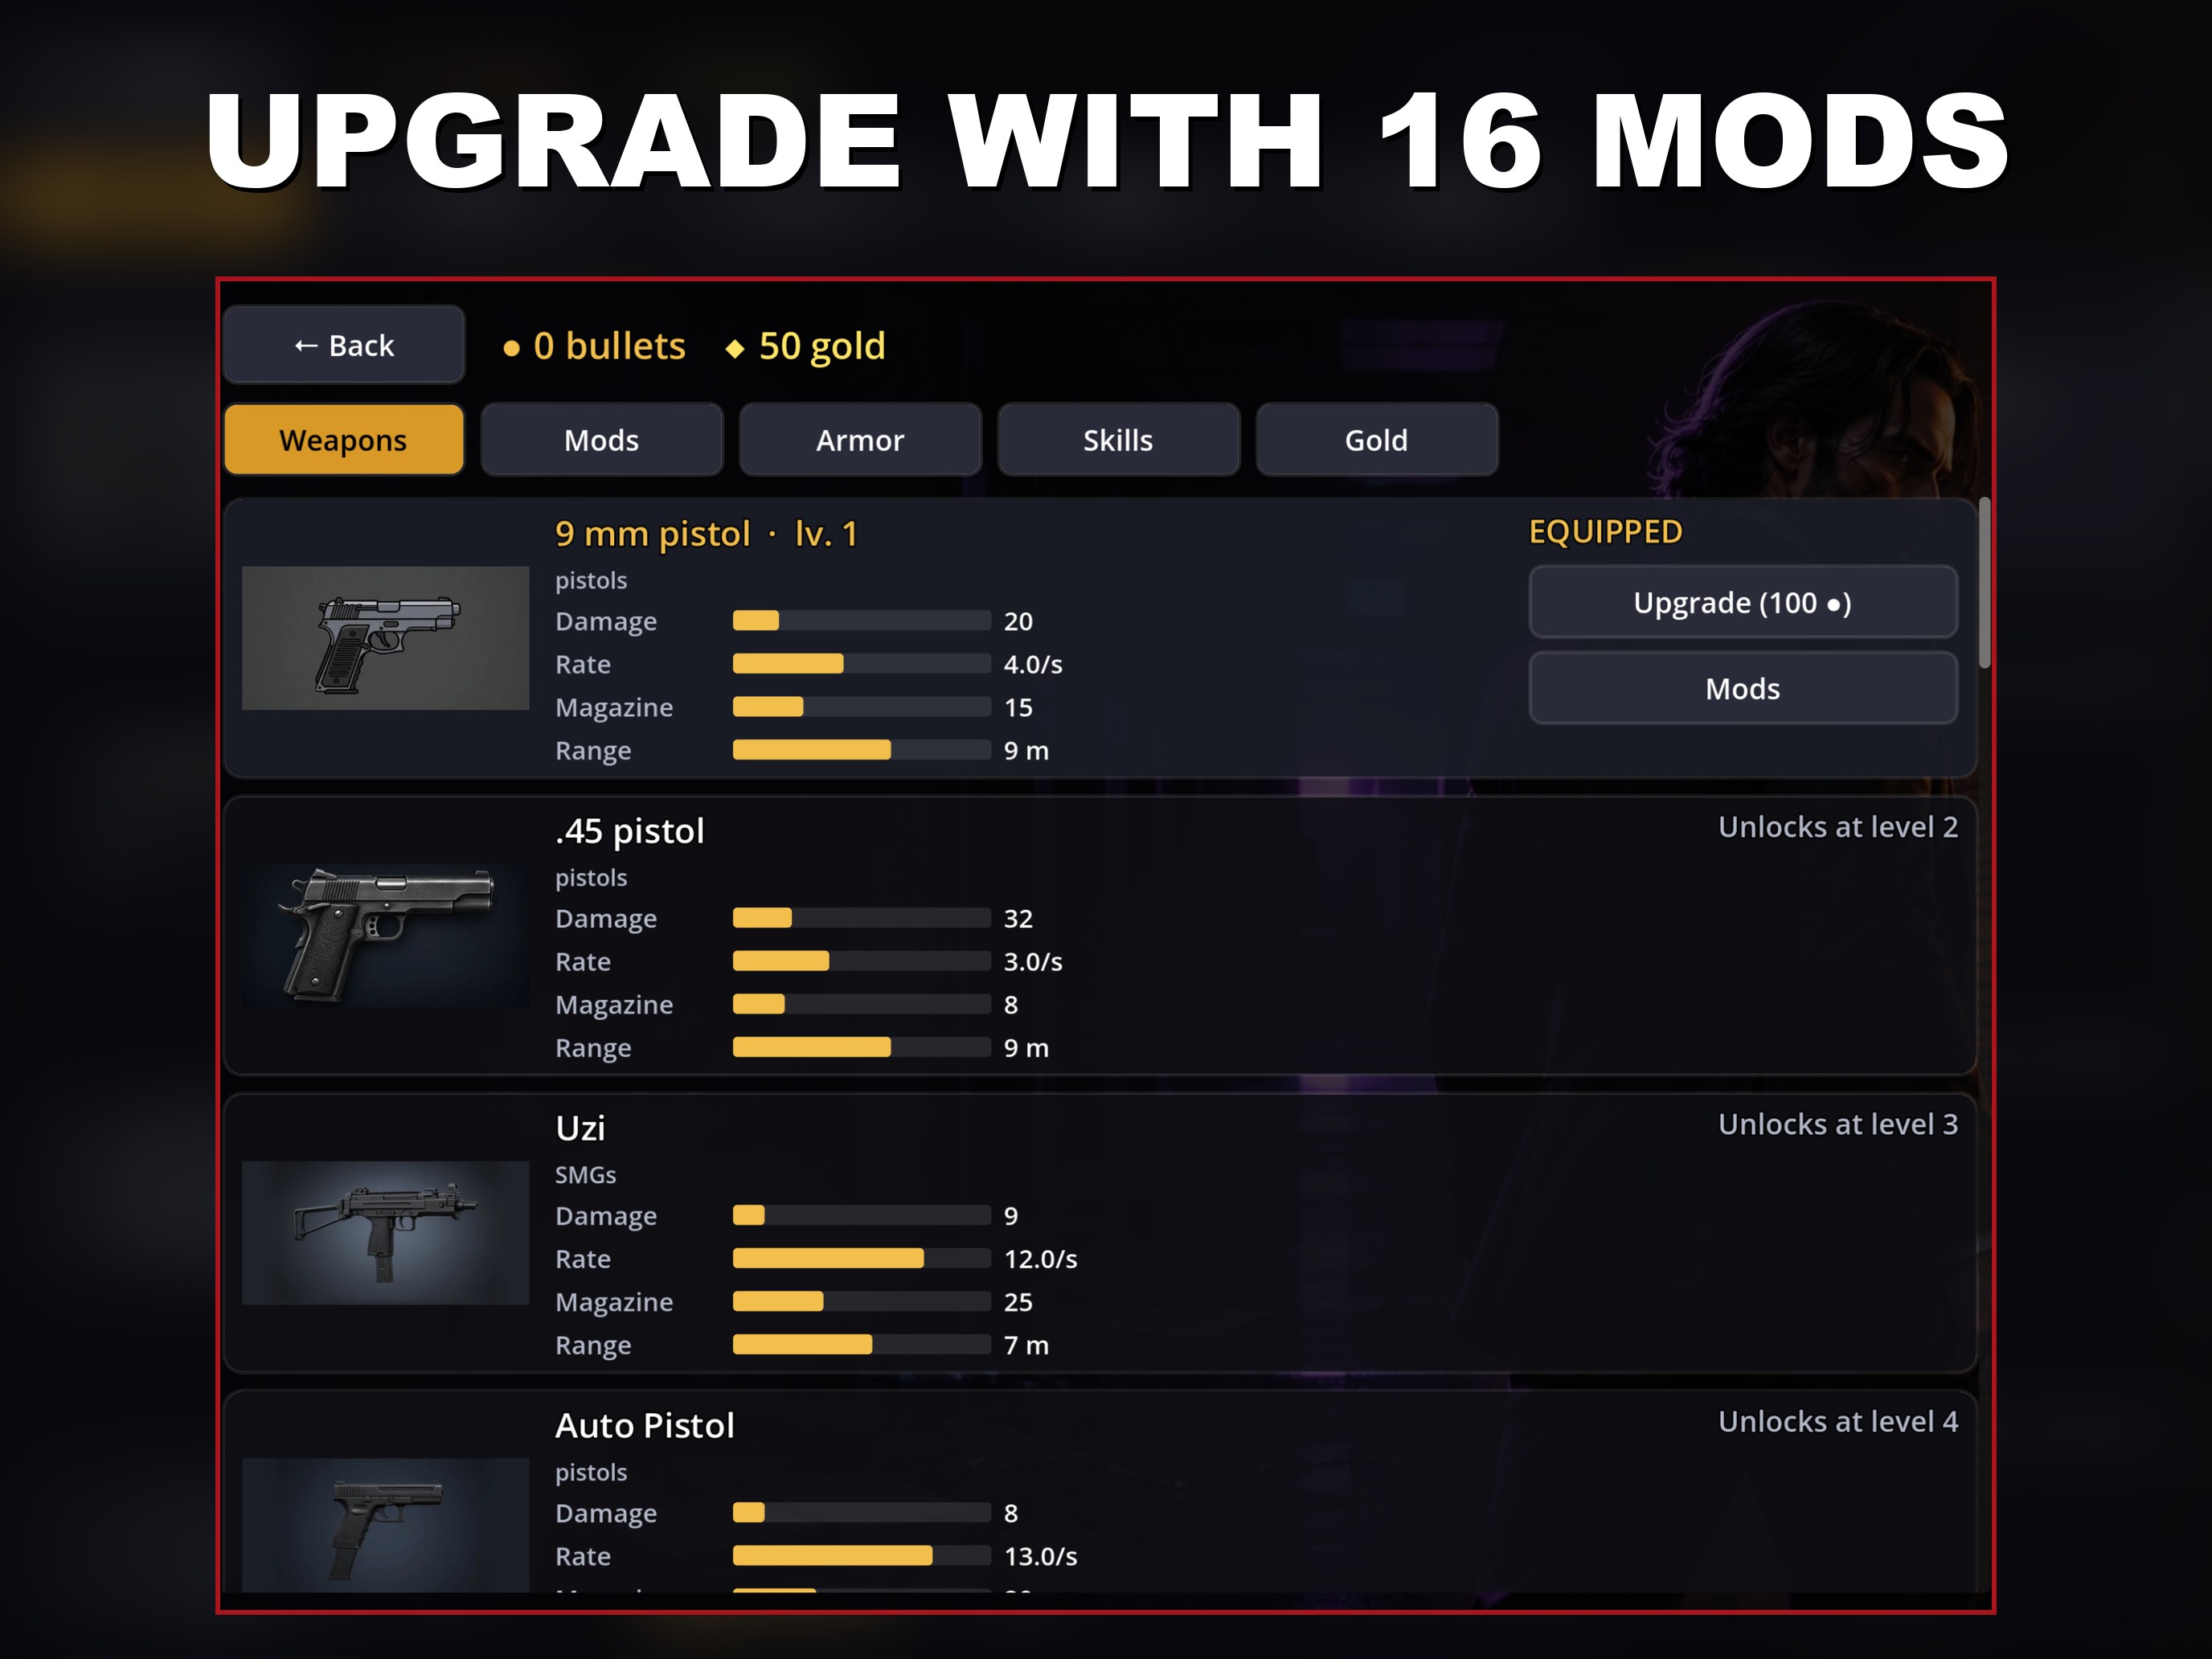 UPGRADE WITH 16 MODS
← Back ● 0 bullets ◆ 50 gold
Weapons Mods Armor Skills Gold
9 mm pistol · lv. 1 EQUIPPED
pistols
Damage 20
Rate 4.0/s
Magazine 15
Range 9 m
Upgrade (100 ●)
Mods
.45 pistol Unlocks at level 2
pistols
Damage 32
Rate 3.0/s
Magazine 8
Range 9 m
Uzi Unlocks at level 3
SMGs
Damage 9
Rate 12.0/s
Magazine 25
Range 7 m
Auto Pistol Unlocks at level 4
pistols
Damage 8
Rate 13.0/s